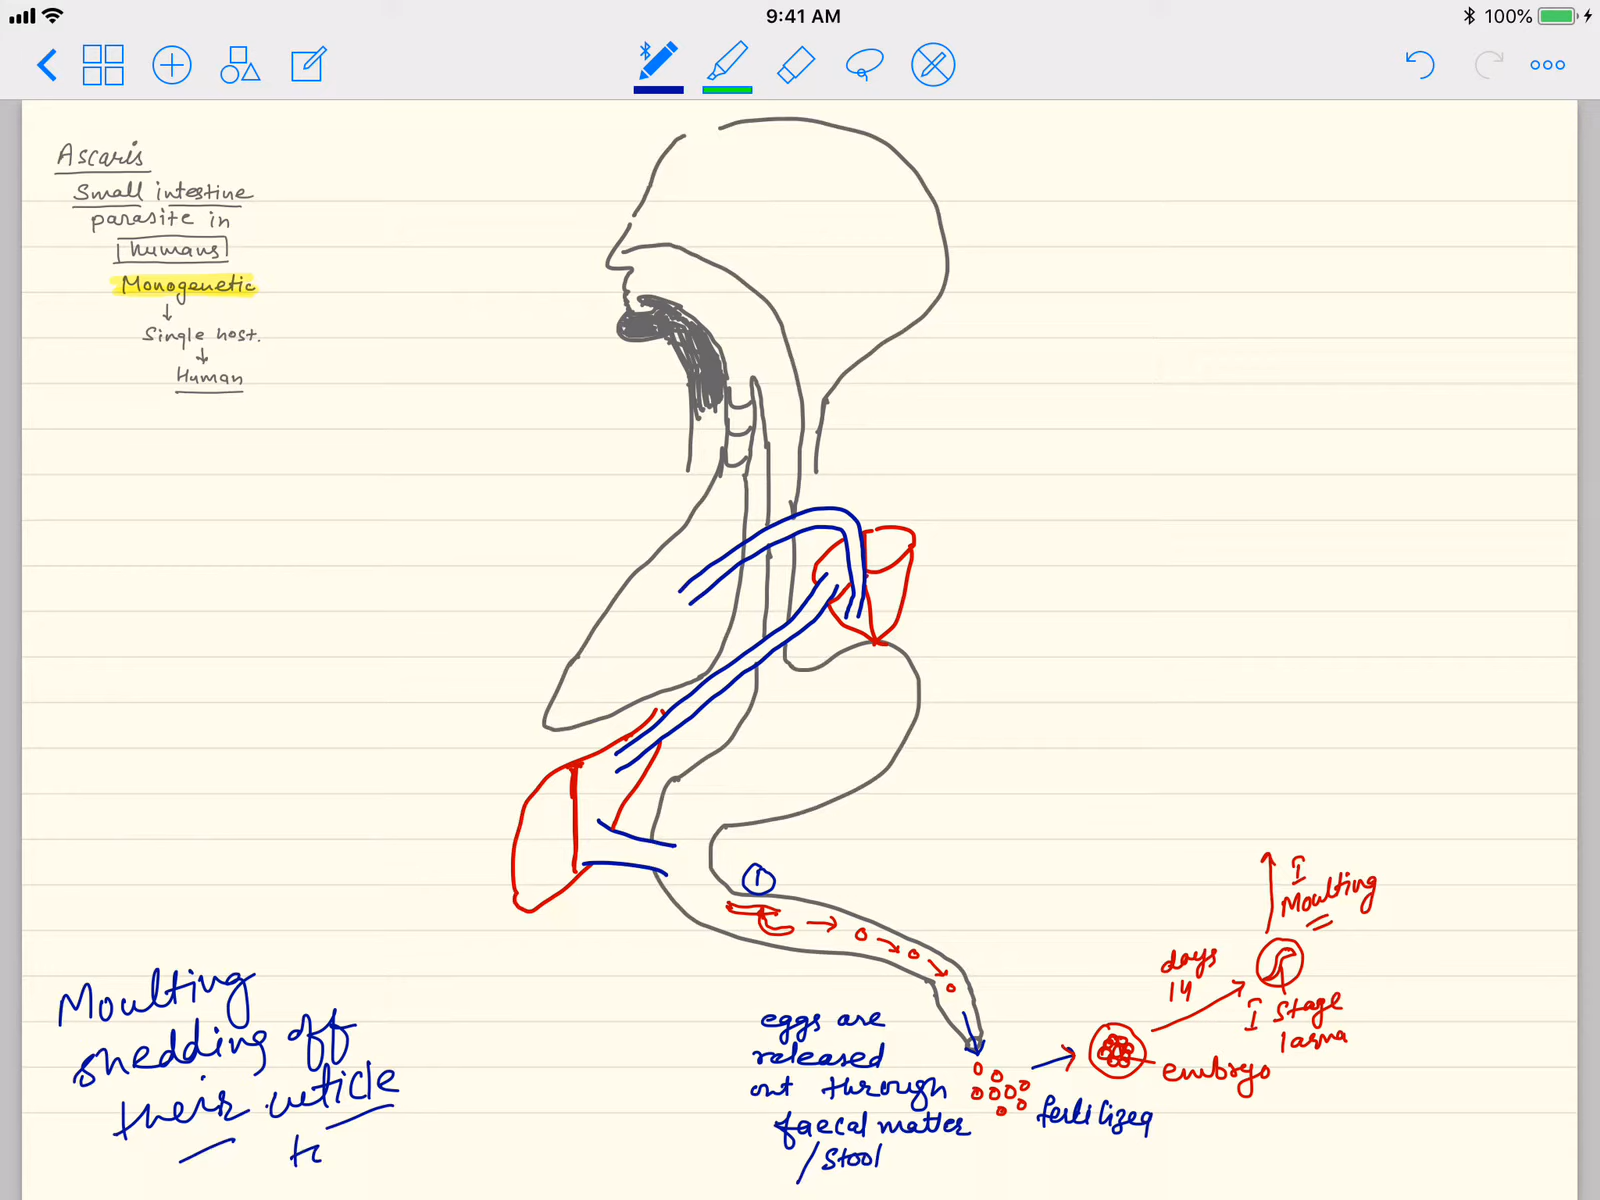 9:41 AM
100%
Ascaris
Small intestine
parasite in
humans
Monogenetic
Single host.
Human
1
I
Moulting
days
14
I Stage
larva
embryo
eggs are
released
out through
faecal matter
/ Stool
fertilized
Moulting
shedding off
their cuticle